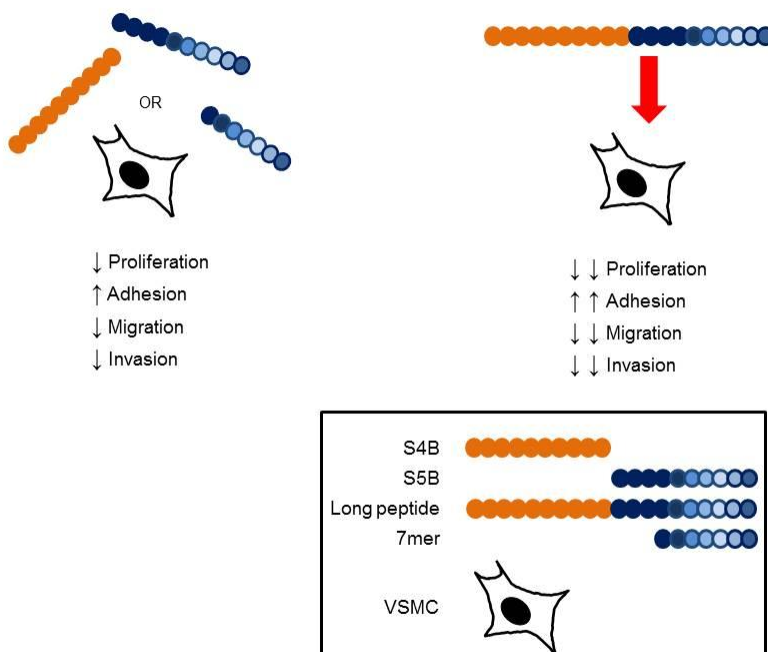 OR
↓ Proliferation
↑ Adhesion
↓ Migration
↓ Invasion
↓ ↓ Proliferation
↑ ↑ Adhesion
↓ ↓ Migration
↓ ↓ Invasion
S4B
S5B
Long peptide
7mer
VSMC